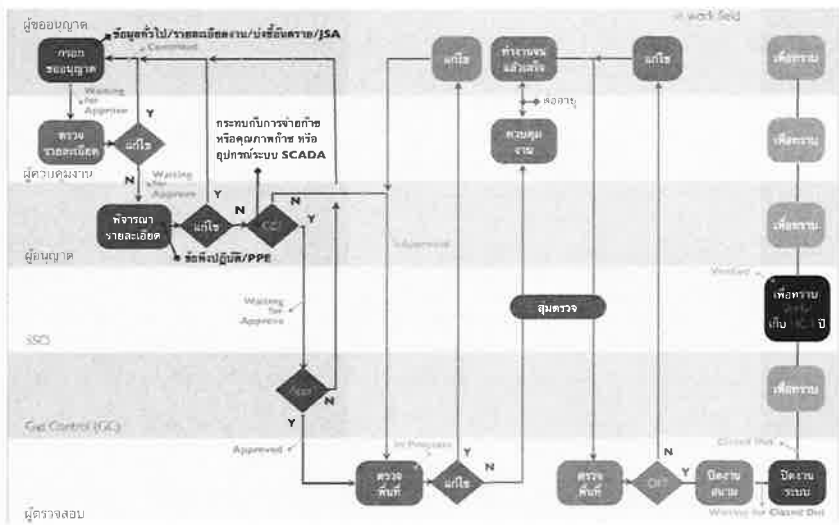 ผู้ขออนุญาต
ข้อมูลทั่วไป/รายละเอียดงาน/บ่งชี้อันตราย/JSA
in work field
กรอก
ขออนุญาต
Comment
แก้ไข
ทำงานจน
แล้วเสร็จ
แก้ไข
เพื่อทราบ
Waiting
for
Approve
Y
ต่ออายุ
ตรวจ
รายละเอียด
แก้ไข
Y
กระทบกับการจ่ายก๊าซ
หรือคุณภาพก๊าซ หรือ
อุปกรณ์ระบบ SCADA
ควบคุม
งาน
เพื่อทราบ
ผู้ควบคุมงาน
N
Waiting
for
Approve
พิจารณา
รายละเอียด
แก้ไข
N
Y
N
เพื่อทราบ
Approved
ผู้อนุญาต
ข้อพึงปฏิบัติ/PPE
Verified
Waiting
for
Approve
สุ่มตรวจ
เพื่อทราบ
เก็บ
ปี
SSCS
N
เพื่อทราบ
Y
Gas Control (GC)
Approved
In Progress
Y
N
N
Closed Out
ตรวจ
พื้นที่
แก้ไข
ตรวจ
พื้นที่
OK?
Y
ปิดงาน
สนาม
ปิดงาน
ระบบ
ผู้ตรวจสอบ
Waiting for Closed Out